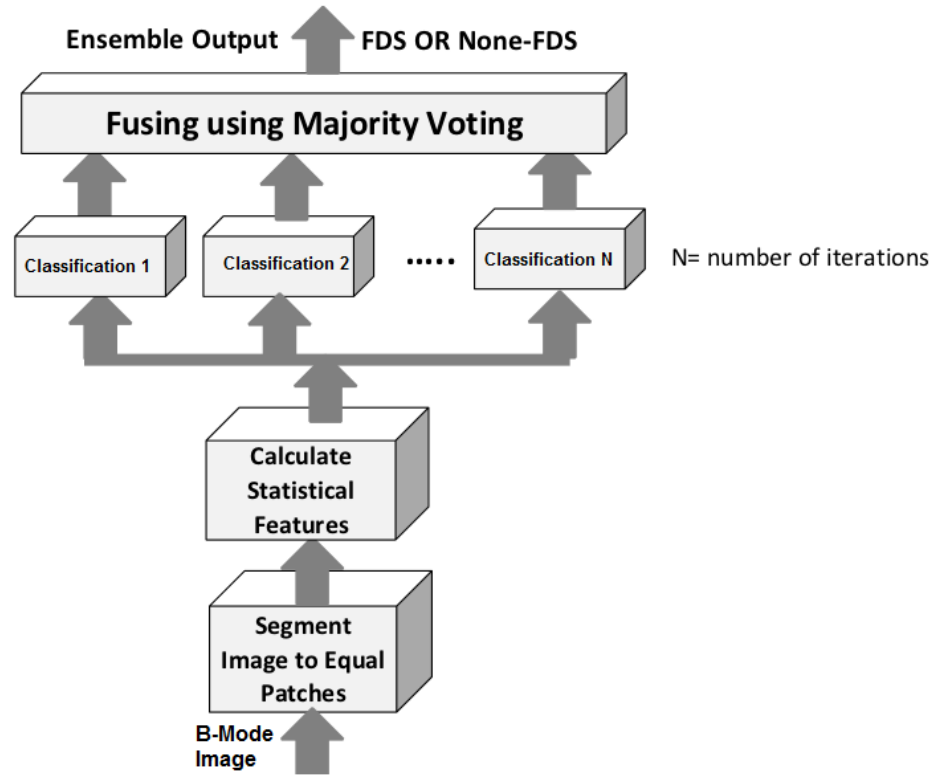 Ensemble Output
FDS OR None-FDS
Fusing using Majority Voting
Classification 1
Classification 2
.....
Classification N
N= number of iterations
Calculate
Statistical
Features
Segment
Image to Equal
Patches
B-Mode
Image